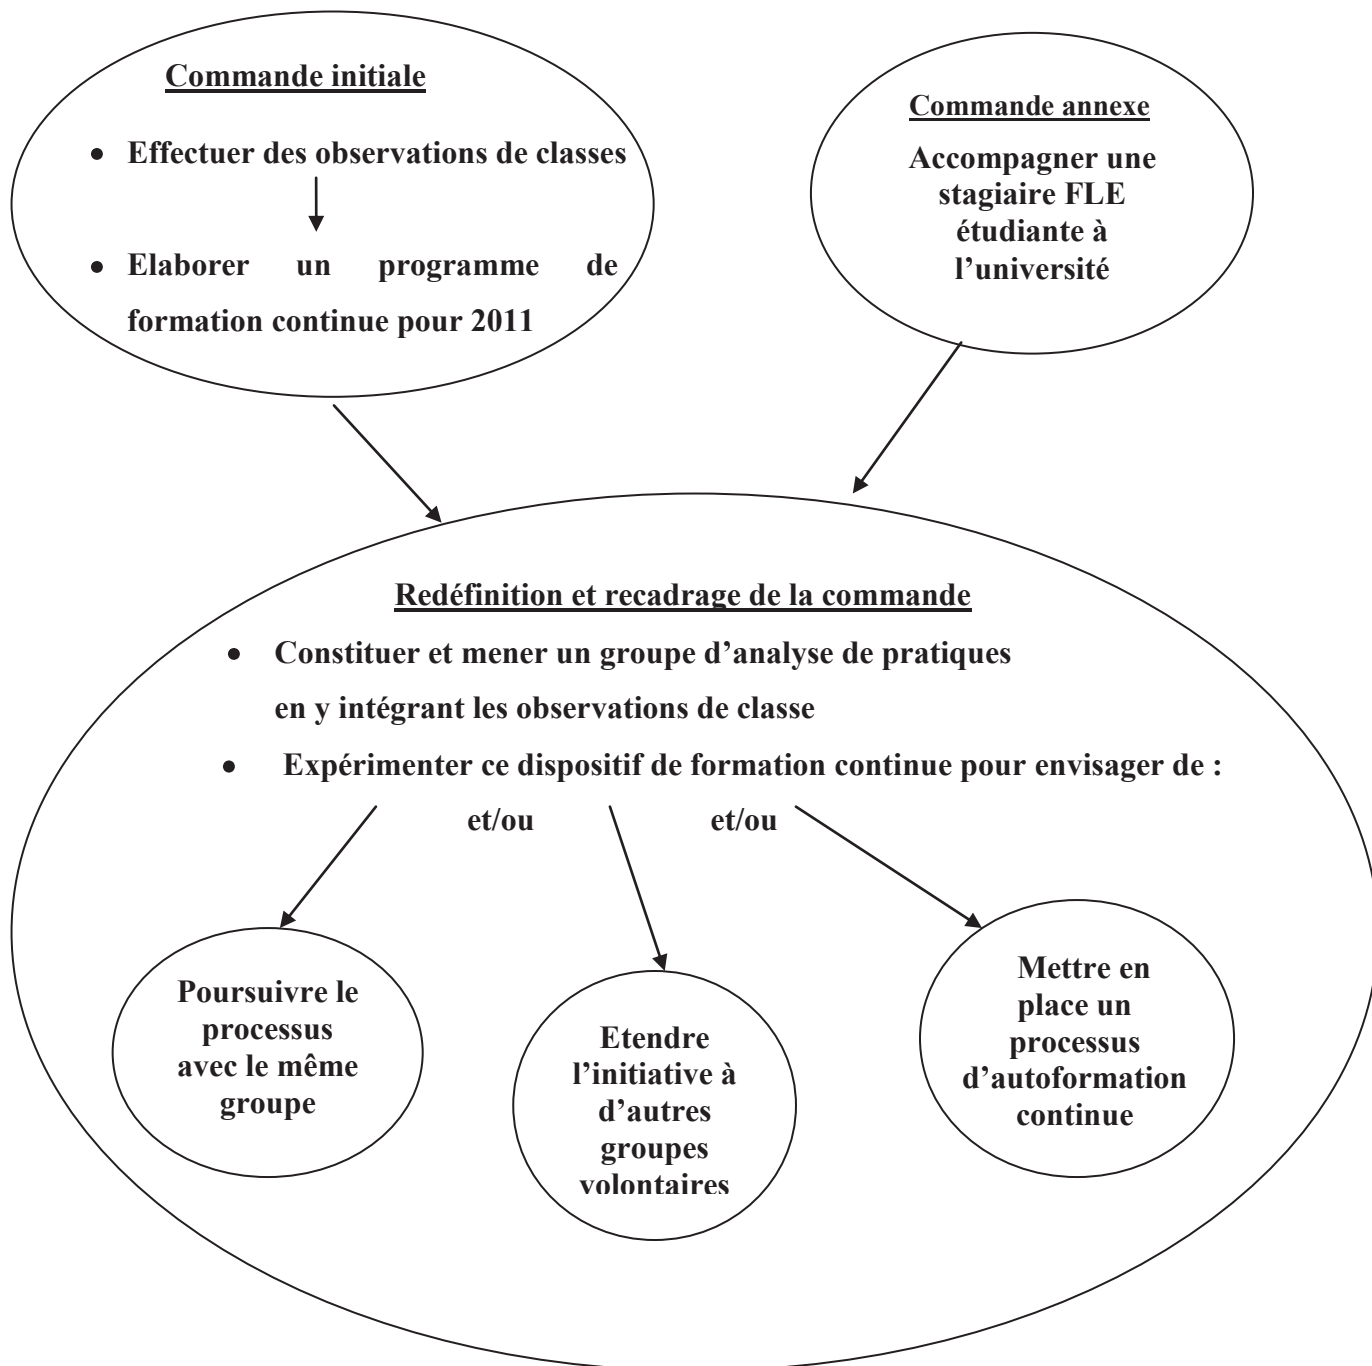 Commande initiale
• Effectuer des observations de classes
• Elaborer un programme de
formation continue pour 2011
Commande annexe
Accompagner une
stagiaire FLE
étudiante à
l’université
Redéfinition et recadrage de la commande
• Constituer et mener un groupe d’analyse de pratiques
en y intégrant les observations de classe
• Expérimenter ce dispositif de formation continue pour envisager de :
et/ou et/ou
Poursuivre le
processus
avec le même
groupe
Etendre
l’initiative à
d’autres
groupes
volontaires
Mettre en
place un
processus
d’autoformation
continue